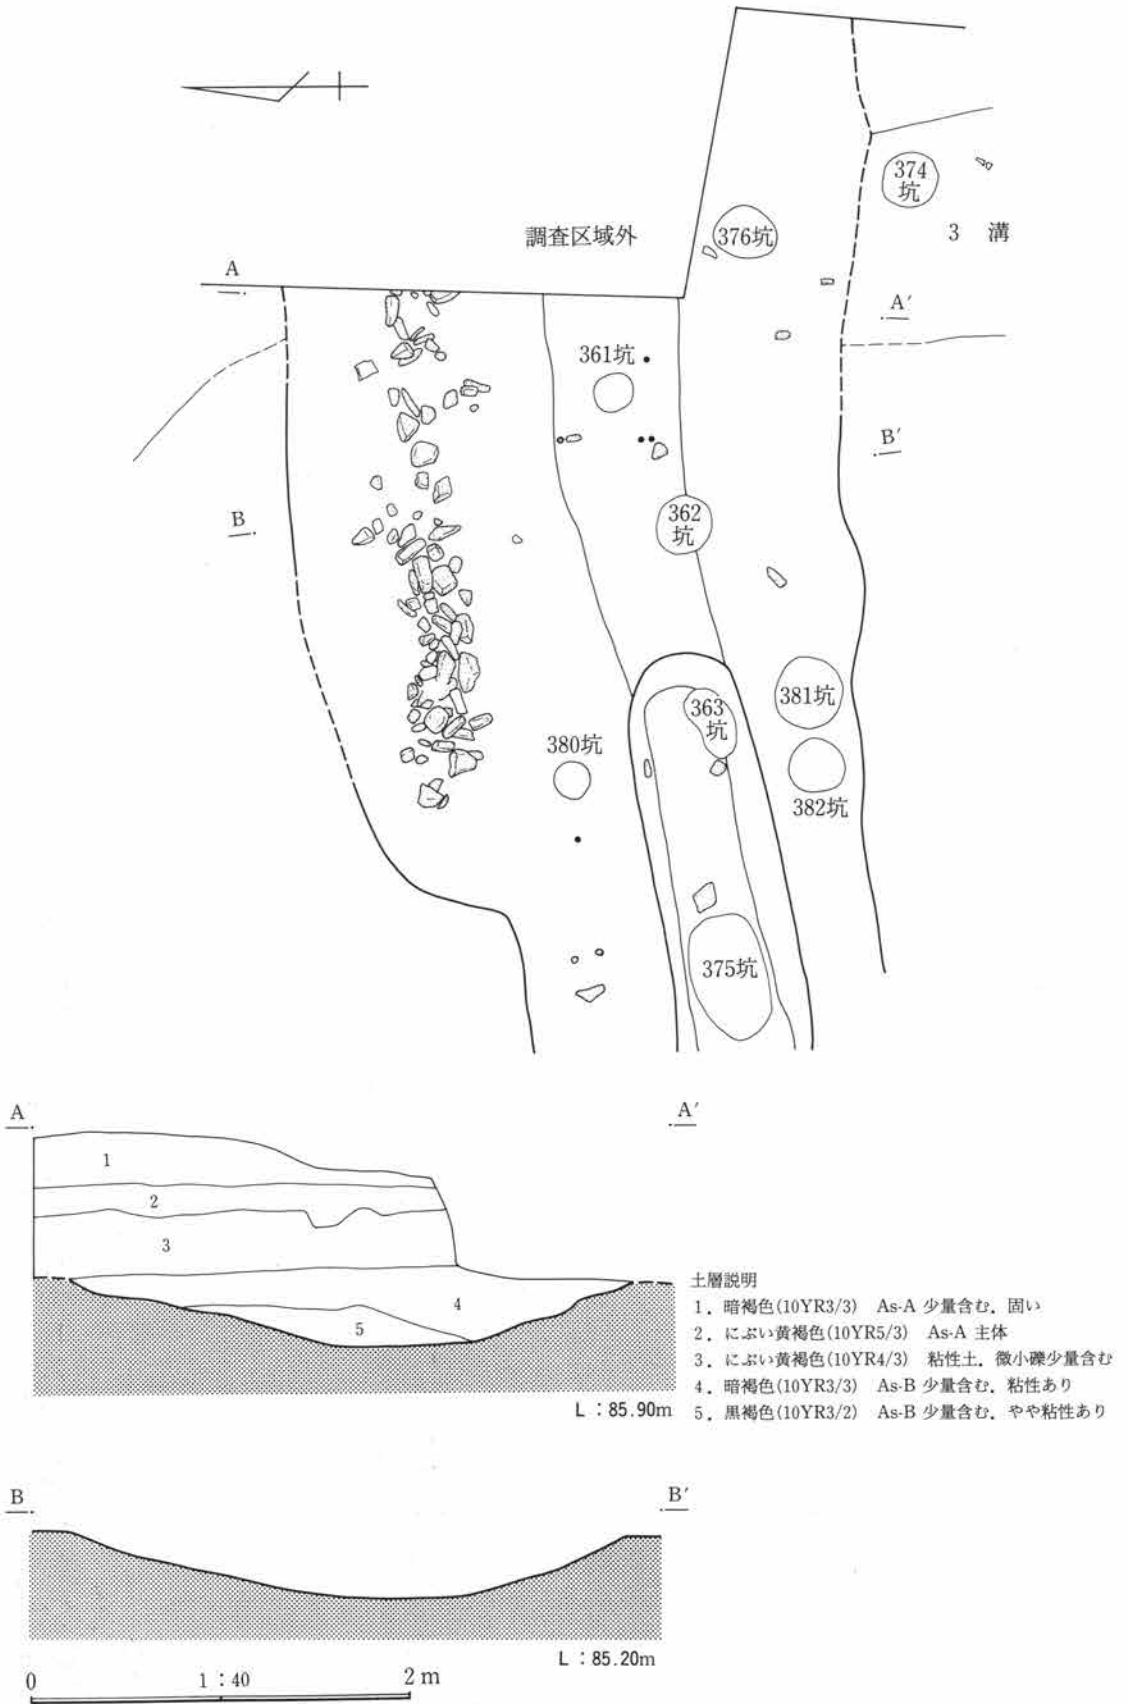 374
坑
調査区域外
376坑
3 溝
A
A′
361坑
B′
B
362
坑
363
坑
381坑
380坑
382坑
375坑
A
A′
1
2
3
4
5
土層説明
1. 暗褐色(10YR3/3) As-A 少量含む. 固い
2. にぶい黄褐色(10YR5/3) As-A 主体
3. にぶい黄褐色(10YR4/3) 粘性土. 微小礫少量含む
4. 暗褐色(10YR3/3) As-B 少量含む. 粘性あり
5. 黒褐色(10YR3/2) As-B 少量含む. やや粘性あり
L:85.90m
B
B′
L:85.20m
0 1:40 2 m